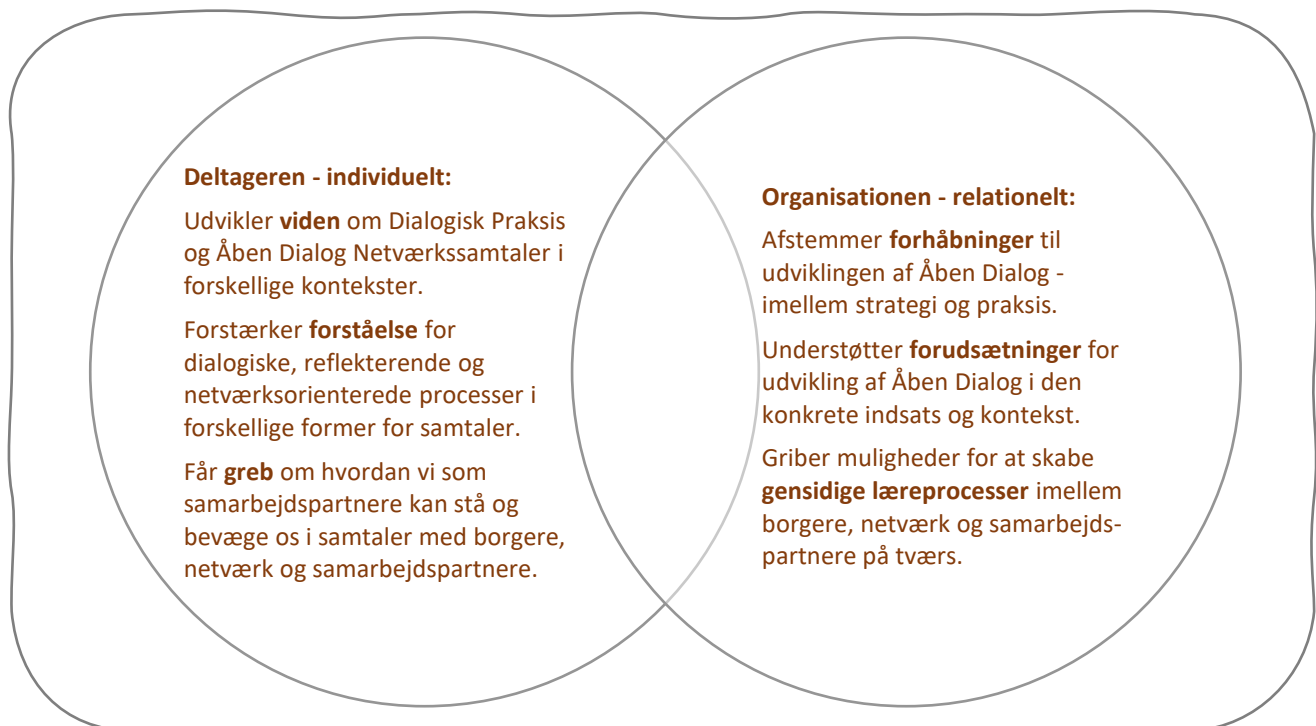 Deltageren - individuelt:
Udvikler viden om Dialogisk Praksis
og Åben Dialog Netværkssamtaler i
forskellige kontekster.
Forstærker forståelse for
dialogiske, reflekterende og
netværksorienterede processer i
forskellige former for samtaler.
Får greb om hvordan vi som
samarbejdspartnere kan stå og
bevæge os i samtaler med borgere,
netværk og samarbejdspartnere.
Organisationen - relationelt:
Afstemmer forhåbninger til
udviklingen af Åben Dialog -
imellem strategi og praksis.
Understøtter forudsætninger for
udvikling af Åben Dialog i den
konkrete indsats og kontekst.
Griber muligheder for at skabe
gensidige læreprocesser imellem
borgere, netværk og samarbejds-
partnere på tværs.